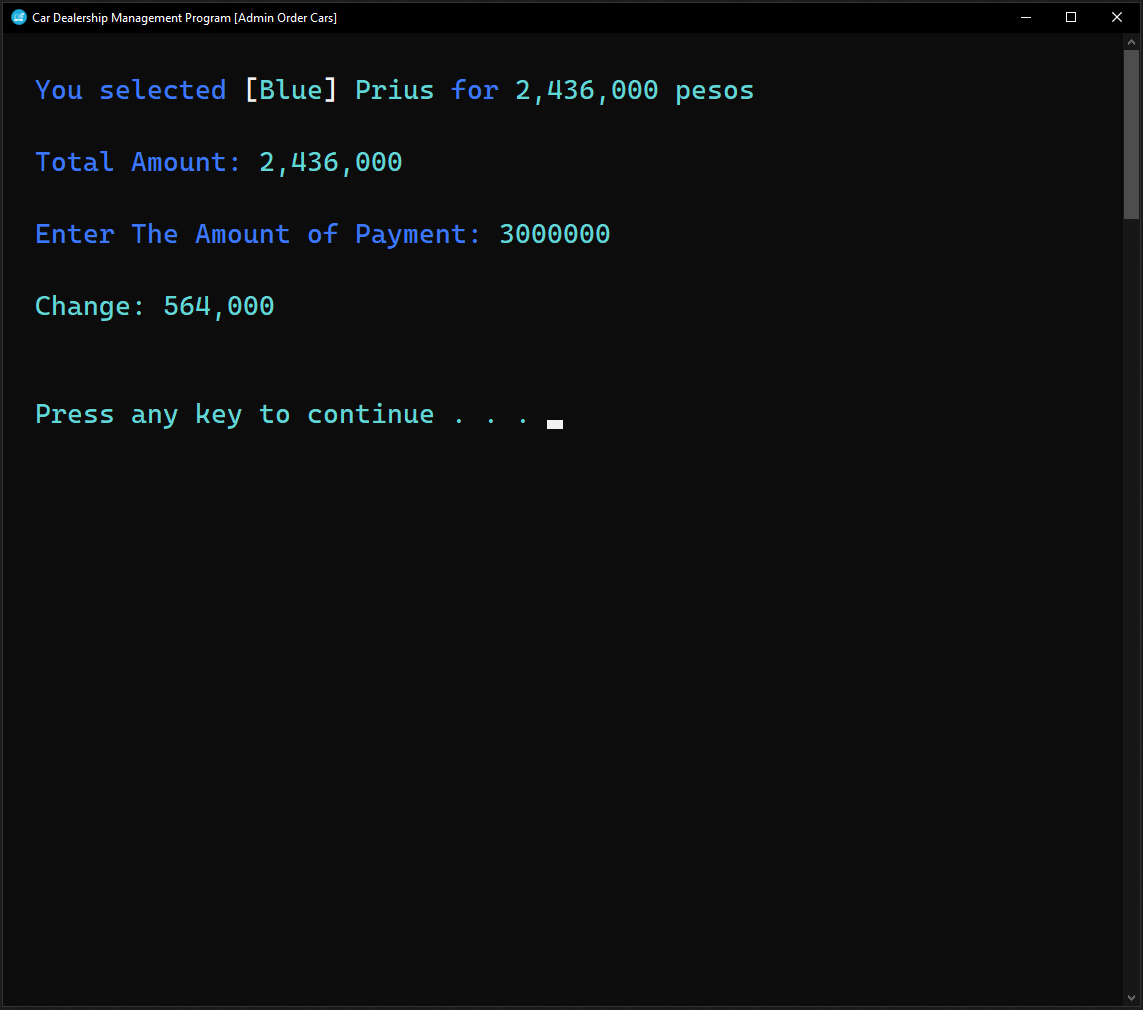 Car Dealership Management Program [Admin Order Cars]
You selected [Blue] Prius for 2,436,000 pesos
Total Amount: 2,436,000
Enter The Amount of Payment: 3000000
Change: 564,000
Press any key to continue . . .